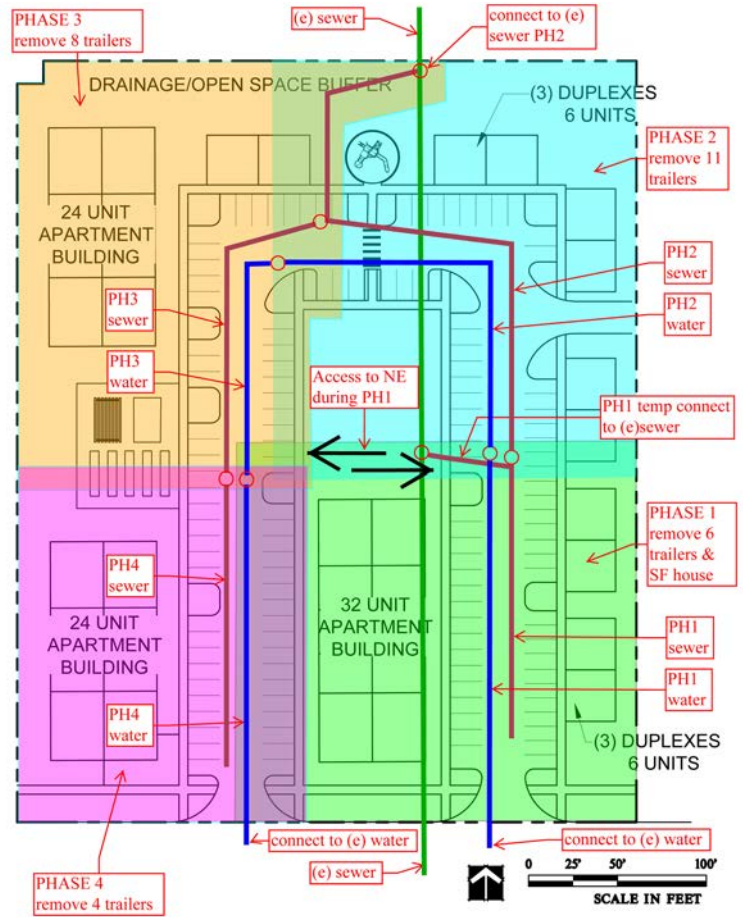 PHASE 3
remove 8 trailers
(e) sewer
connect to (e)
sewer PH2
DRAINAGE/OPEN SPACE BUFFER
(3) DUPLEXES
6 UNITS
PHASE 2
remove 11
trailers
24 UNIT
APARTMENT
BUILDING
PH3
sewer
PH2
sewer
PH2
water
PH3
water
Access to NE
during PH1
PH1 temp connect
to (e)sewer
PHASE 1
remove 6
trailers &
SF house
PH4
sewer
24 UNIT
APARTMENT
BUILDING
32 UNIT
APARTMENT
BUILDING
PH1
sewer
PH1
water
PH4
water
(3) DUPLEXES
6 UNITS
connect to (e) water
connect to (e) water
(e) sewer
PHASE 4
remove 4 trailers
0 25' 50' 100'
SCALE IN FEET